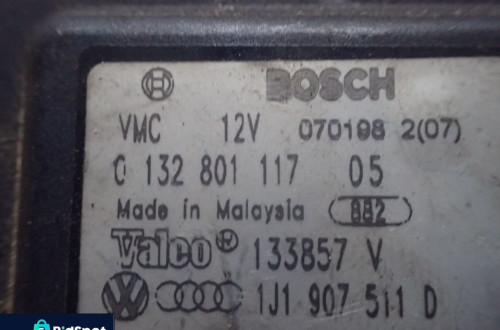 BOSCH
VMC 12V 070198 2(07)
0 132 801 117 05
Made in Malaysia 882
Valeo® 133857 V
1J1 907 511 D
BidSpot